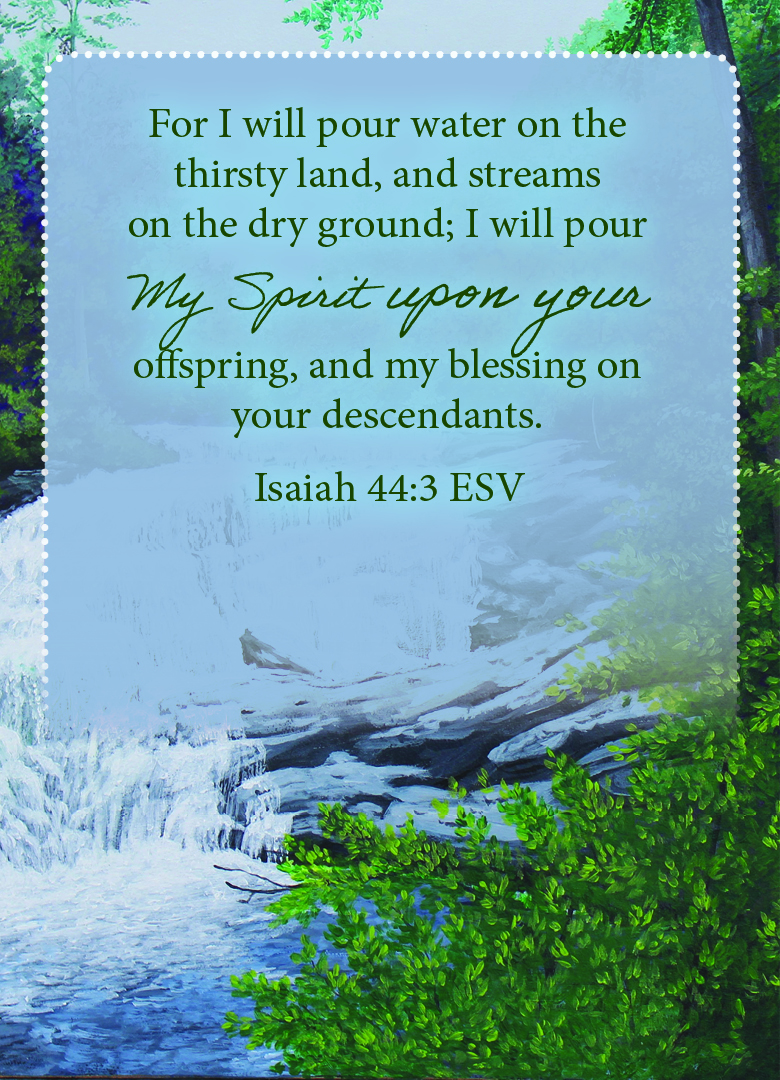 For I will pour water on the
thirsty land, and streams
on the dry ground; I will pour
My Spirit upon your
offspring, and my blessing on
your descendants.
Isaiah 44:3 ESV